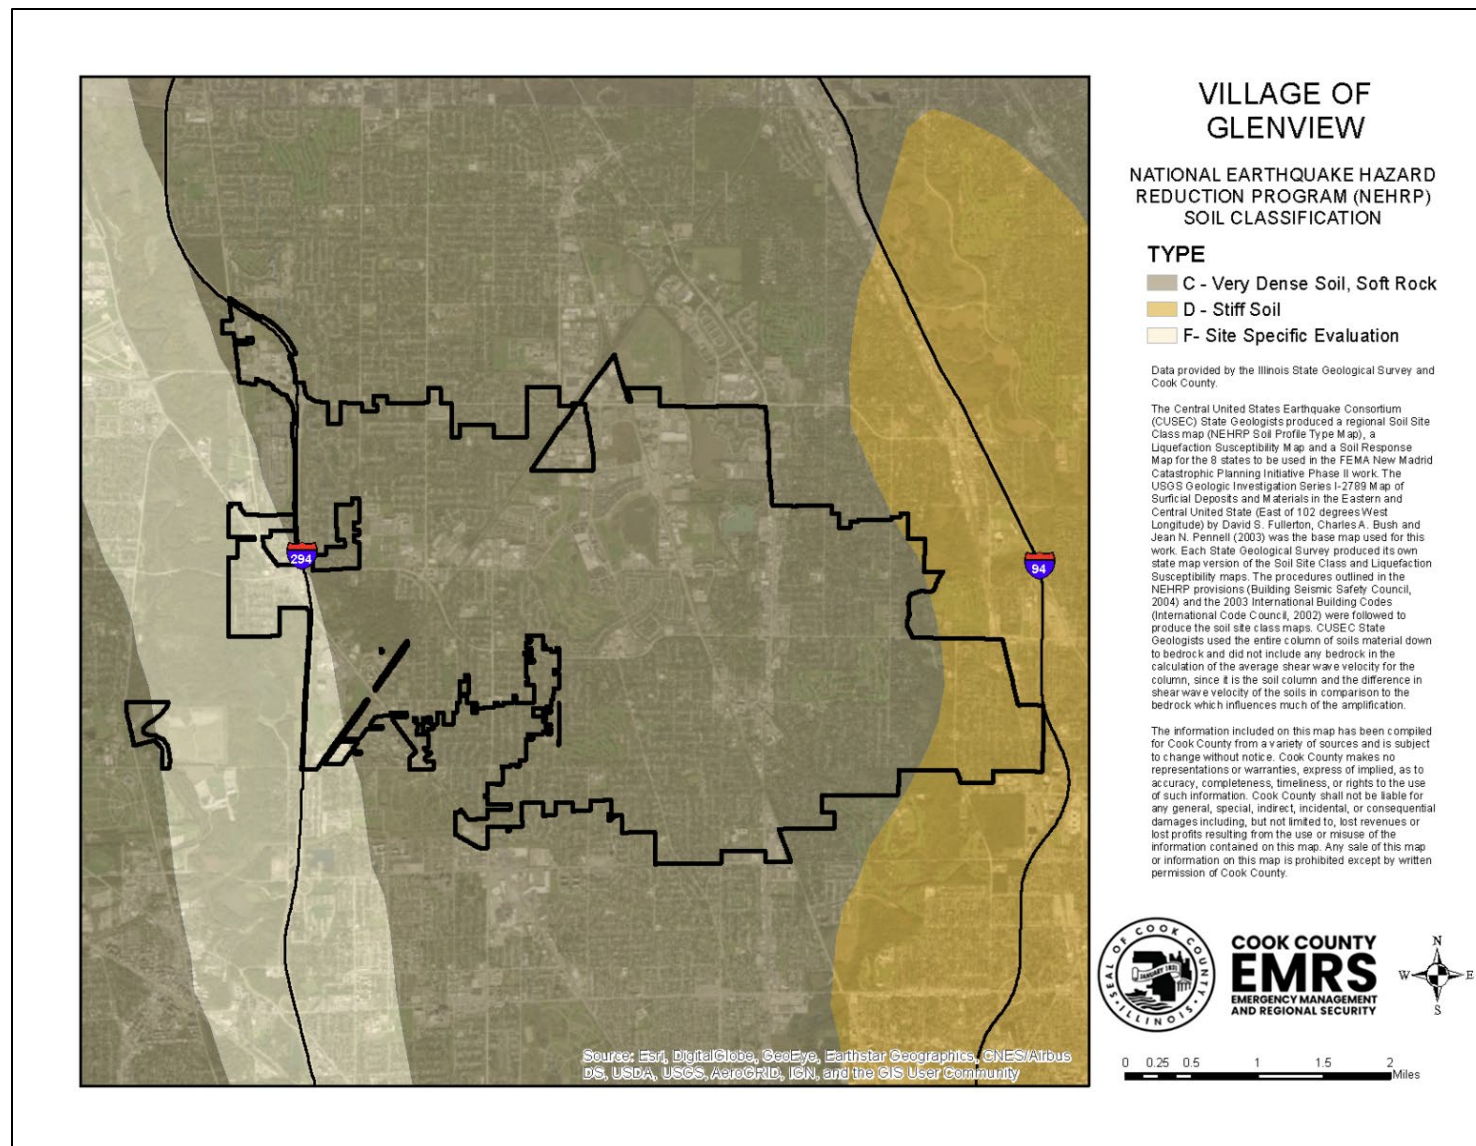 VILLAGE OF
GLENVIEW
NATIONAL EARTHQUAKE HAZARD
REDUCTION PROGRAM (NEHRP)
SOIL CLASSIFICATION
TYPE
C - Very Dense Soil, Soft Rock
D - Stiff Soil
F- Site Specific Evaluation
Data provided by the Illinois State Geological Survey and
Cook County.
The Central United States Earthquake Consortium
(CUSEC) State Geologists produced a regional Soil Site
Class map (NEHRP Soil Profile Type Map), a
Liquefaction Susceptibility Map and a Soil Response
Map for the 8 states to be used in the FEMA New Madrid
Catastrophic Planning Initiative Phase II work. The
USGS Geologic Investigation Series I-2789 Map of
Surficial Deposits and Materials in the Eastern and
Central United State (East of 102 degrees West
Longitude) by David S. Fullerton, Charles A. Bush and
Jean N. Pennell (2003) was the base map used for this
work. Each State Geological Survey produced its own
state map version of the Soil Site Class and Liquefaction
Susceptibility maps. The procedures outlined in the
NEHRP provisions (Building Seismic Safety Council,
2004) and the 2003 International Building Codes
(International Code Council, 2002) were followed to
produce the soil site class maps. CUSEC State
Geologists used the entire column of soils material down
to bedrock and did not include any bedrock in the
calculation of the average shear wave velocity for the
column, since it is the soil column and the difference in
shear wave velocity of the soils in comparison to the
bedrock which influences much of the amplification.
The information included on this map has been compiled
for Cook County from a variety of sources and is subject
to change without notice. Cook County makes no
representations or warranties, express of implied, as to
accuracy, completeness, timeliness, or rights to the use
of such information. Cook County shall not be liable for
any general, special, indirect, incidental, or consequential
damages including, but not limited to, lost revenues or
lost profits resulting from the use or misuse of the
information contained on this map. Any sale of this map
or information on this map is prohibited except by written
permission of Cook County.
294
94
Source: Esri, DigitalGlobe, GeoEye, Earthstar Geographics, CNES/Airbus
DS, USDA, USGS, AeroGRID, IGN, and the GIS User Community
SEAL OF COOK COUNTY
JANUARY 1831
ILLINOIS
COOK COUNTY
EMRS
EMERGENCY MANAGEMENT
AND REGIONAL SECURITY
N
W E
S
0 0.25 0.5 1 1.5 2
Miles